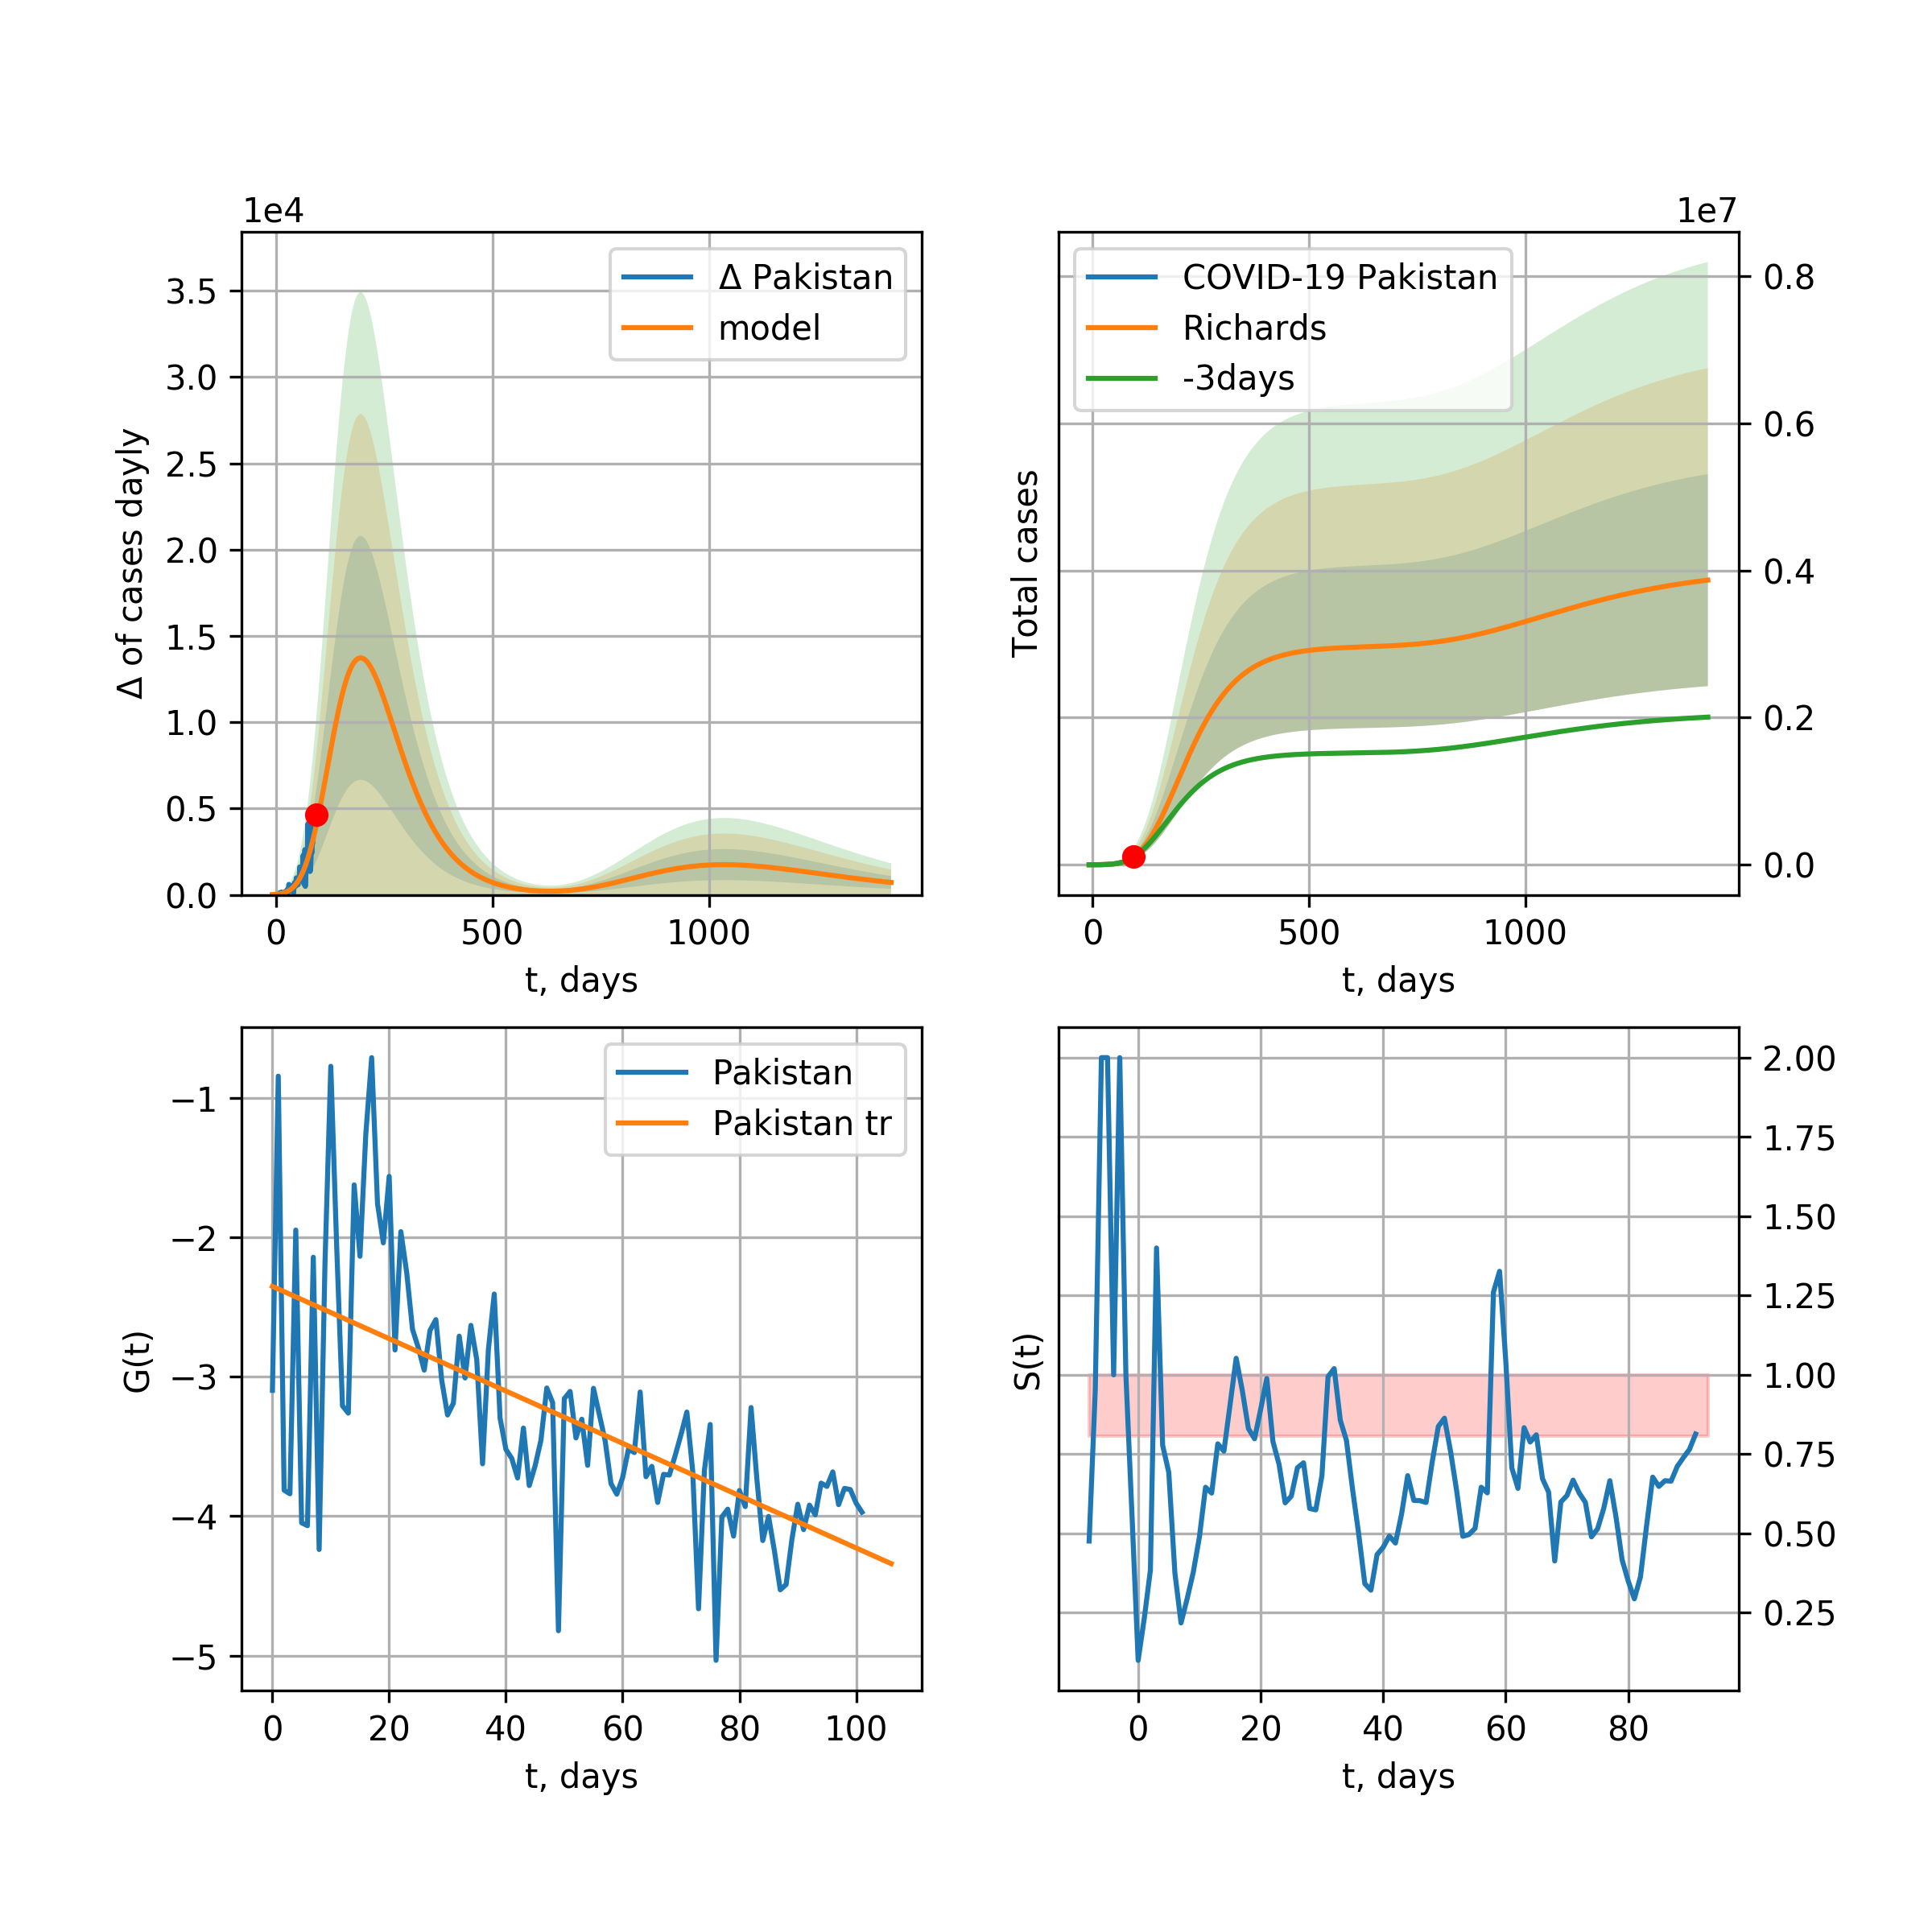 1e4
Δ of cases dayly
3.5
3.0
2.5
2.0
1.5
1.0
0.5
0.0
Δ Pakistan
model
0 500 1000
t, days
1e7
Total cases
COVID-19 Pakistan
Richards
-3days
0.8
0.6
0.4
0.2
0.0
0 500 1000
t, days
G(t)
−1
−2
−3
−4
−5
Pakistan
Pakistan tr
0 20 40 60 80 100
t, days
S(t)
2.00
1.75
1.50
1.25
1.00
0.75
0.50
0.25
0 20 40 60 80
t, days